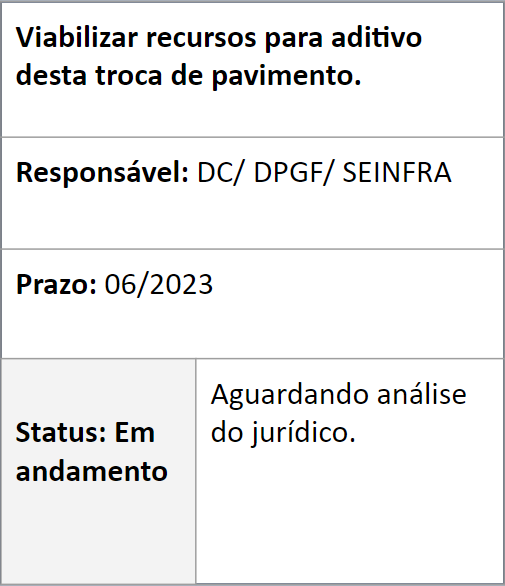 Viabilizar recursos para aditivo
desta troca de pavimento.
Responsável: DC/ DPGF/ SEINFRA
Prazo: 06/2023
Status: Em
andamento
Aguardando análise
do jurídico.